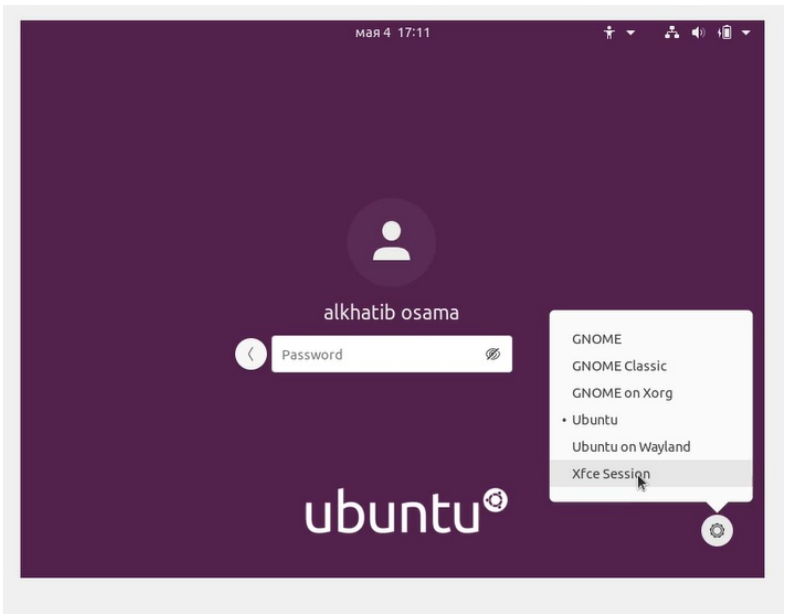 мая 4 17:11
alkhatib osama
Password
GNOME
GNOME Classic
GNOME on Xorg
• Ubuntu
Ubuntu on Wayland
Xfce Session
ubuntu